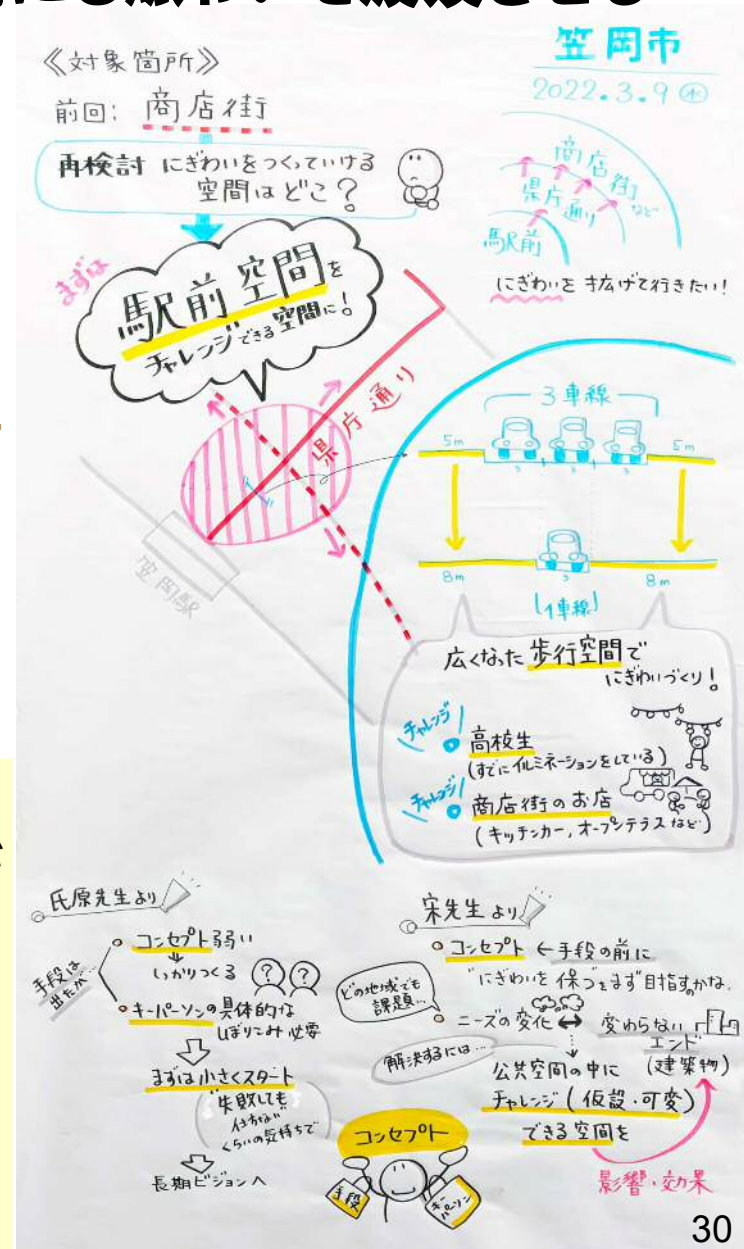 《対象箇所》
前回: 商店街
再検討 にぎわいをつくっていける
空間はどこ?
まずは
駅前空間を
チャレンジできる空間に!
笠岡市
2022.3.9㊌
商店街など
県庁通り
駅前
にぎわいを 拡げて行きたい!
県庁通り
笠岡駅
3車線
5m
5m
3
3
3
8m
3
8m
1車線
広くなった 歩行空間で
にぎわいづくり!
チャレンジ
高校生
(すでにイルミネーションをしている)
チャレンジ
商店街のお店
(キッチンカー,オープンテラスなど)
氏原先生より
手段は
出たが…
コンセプト弱い
しっかりつくる
? ?
キーパーソンの具体的な
しぼりこみ必要
まずは小さくスタート
"失敗しても
仕方ない"
くらいの気持ちで
長期ビジョンへ
宋先生より
コンセプト ← 手段の前に
"にぎわいを保つ"をまず目指すかな。
どの地域でも
課題…
ニーズの変化 ↔ 変わらない
エンド
(建築物)
解決するには…
公共空間の中に
チャレンジ(仮設・可変)
できる空間を
影響・効果
コンセプト
手段
キーパーソン
30